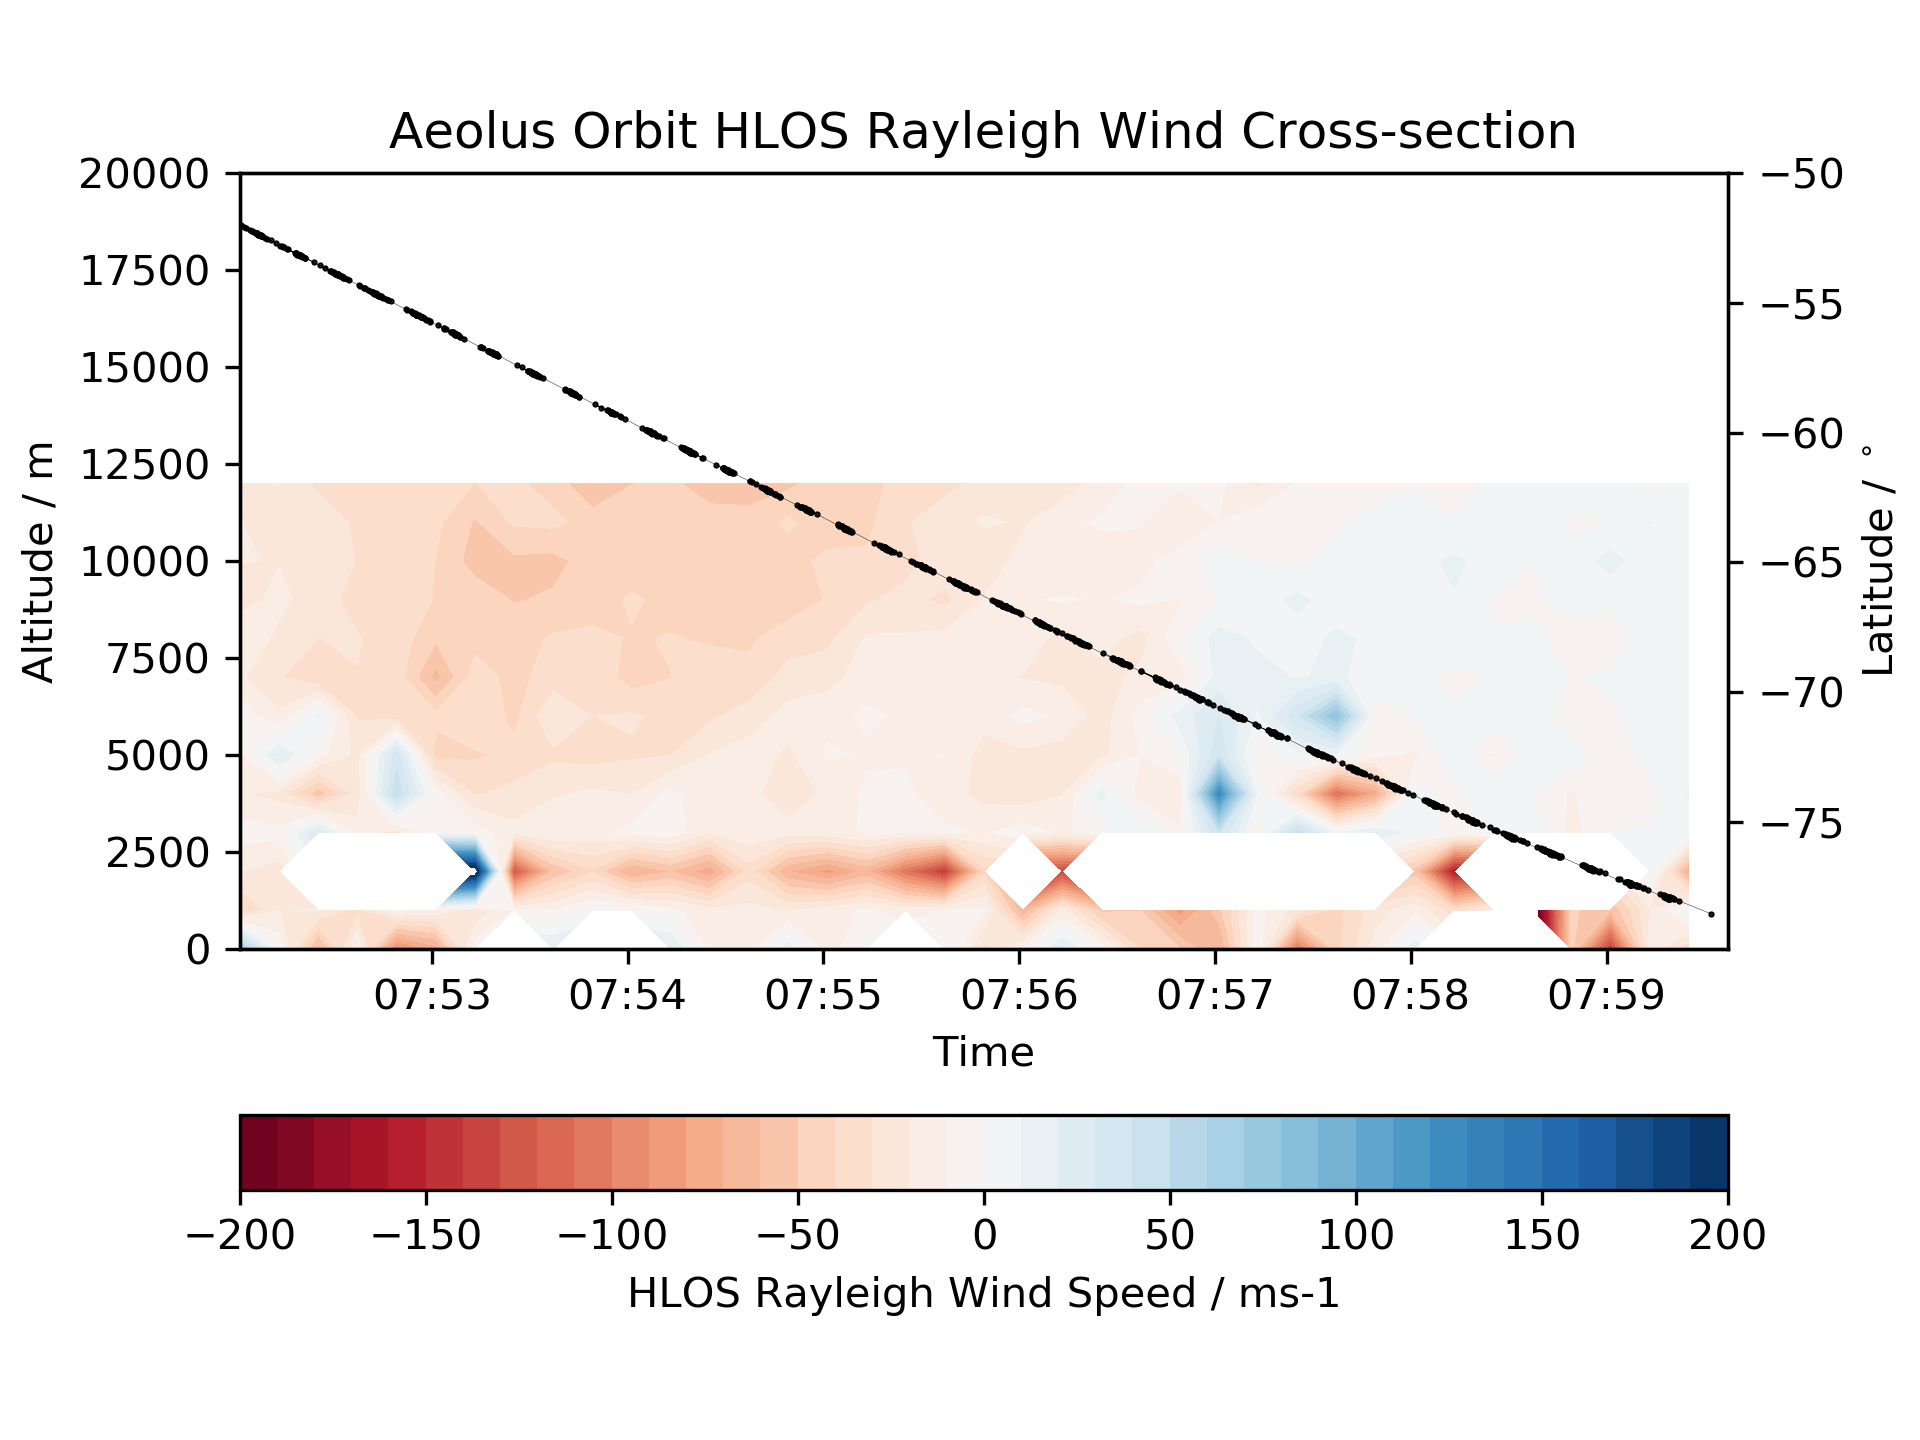 Aeolus Orbit HLOS Rayleigh Wind Cross-section
20000
17500
15000
12500
10000
7500
5000
2500
0
Altitude / m
−50
−55
−60
−65
−70
−75
Latitude / °
07:53 07:54 07:55 07:56 07:57 07:58 07:59
Time
−200 −150 −100 −50 0 50 100 150 200
HLOS Rayleigh Wind Speed / ms-1